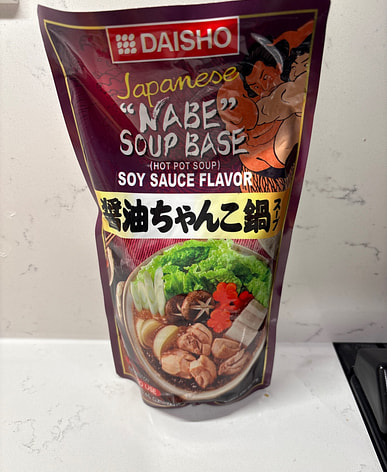 DAISHO
Japanese
“NABE”
SOUP BASE
(HOT POT SOUP)
SOY SAUCE FLAVOR
醤油ちゃんこ鍋スープ
USE